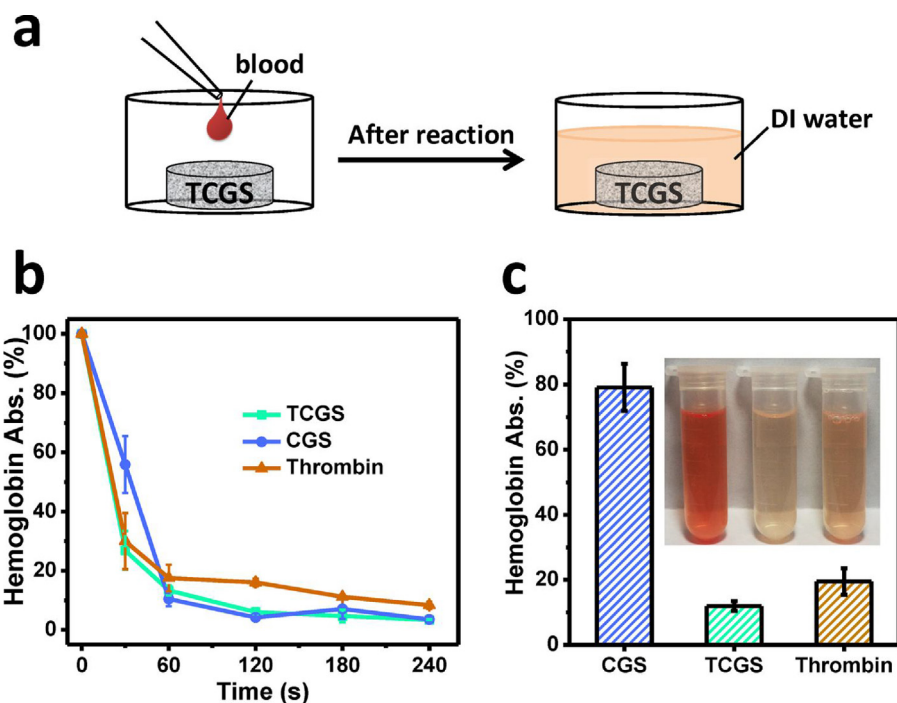 a
blood
After reaction
DI water
TCGS
TCGS
b
Hemoglobin Abs. (%)
100
80
60
40
20
0
TCGS
CGS
Thrombin
0
60
120
180
240
Time (s)
c
Hemoglobin Abs. (%)
100
80
60
40
20
0
CGS
TCGS
Thrombin